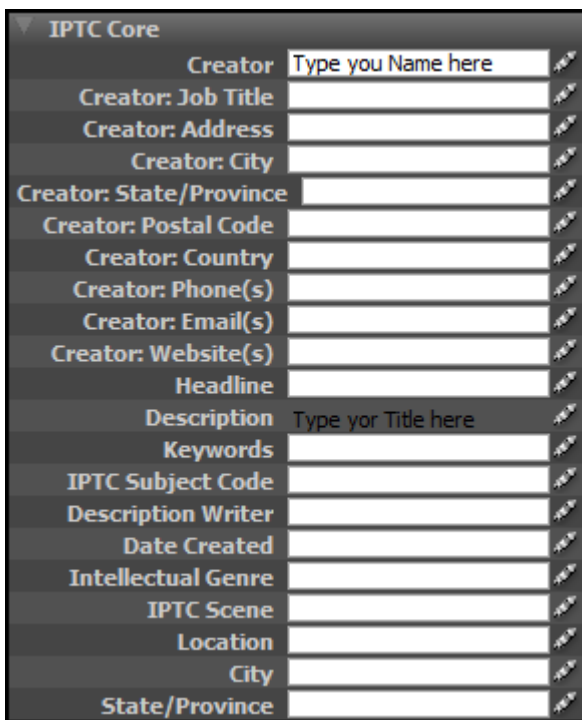 IPTC Core
Creator Type you Name here
Creator: Job Title
Creator: Address
Creator: City
Creator: State/Province
Creator: Postal Code
Creator: Country
Creator: Phone(s)
Creator: Email(s)
Creator: Website(s)
Headline
Description Type yor Title here
Keywords
IPTC Subject Code
Description Writer
Date Created
Intellectual Genre
IPTC Scene
Location
City
State/Province